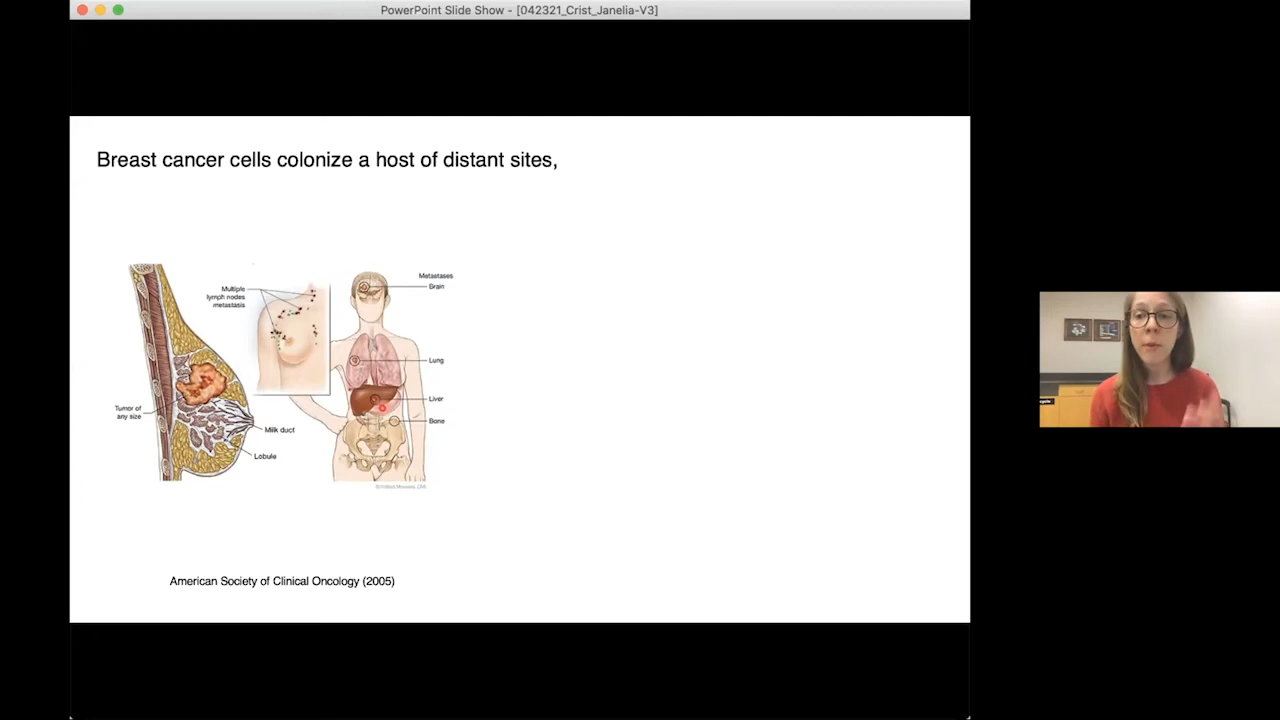 PowerPoint Slide Show - [042321_Crist_Janelia-V3]
Breast cancer cells colonize a host of distant sites,
Multiple
lymph nodes
metastasis
Metastases
Brain
Lung
Liver
Bone
Tumor of
any size
Milk duct
Lobule
American Society of Clinical Oncology (2005)